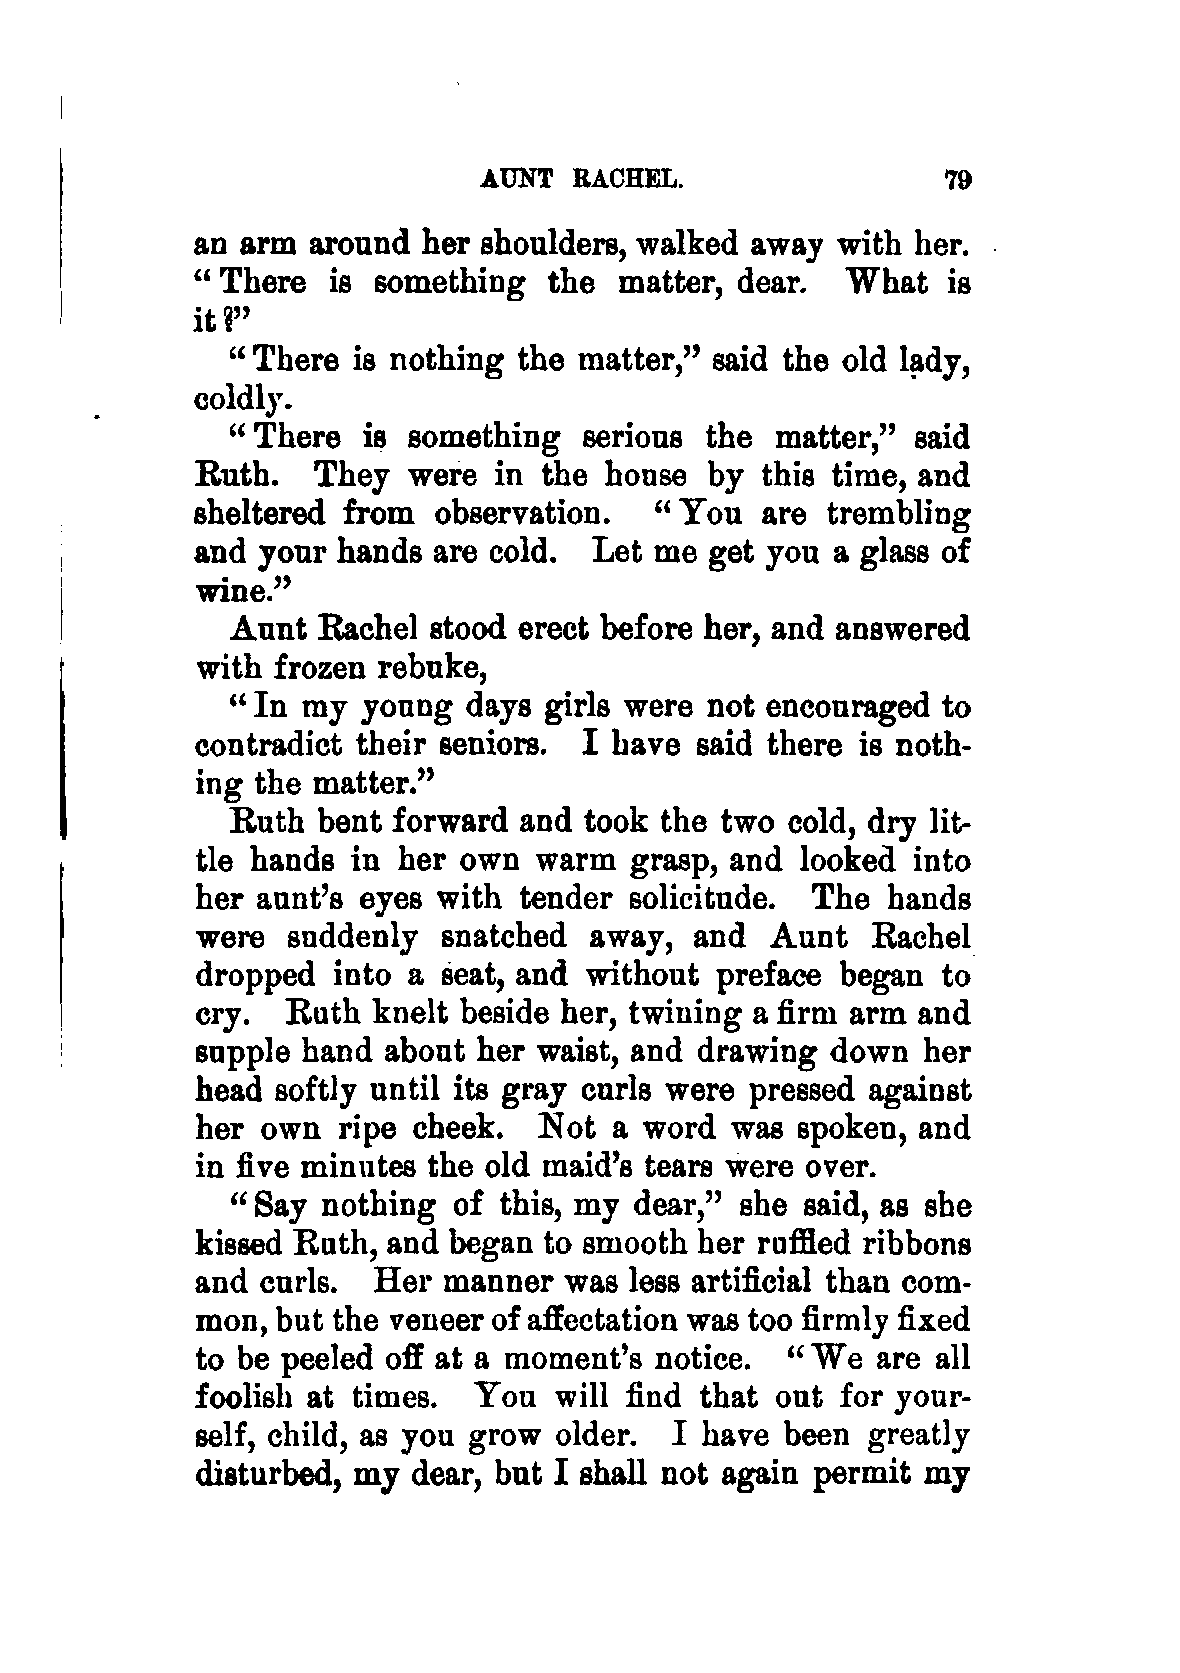 AUNT RACHEL. 79
an arm around her shoulders, walked away with her.
“There is something the matter, dear. What is
it?”
“There is nothing the matter,” said the old lady,
coldly.
“There is something serious the matter,” said
Ruth. They were in the house by this time, and
sheltered from observation. “You are trembling
and your hands are cold. Let me get you a glass of
wine.”
Aunt Rachel stood erect before her, and answered
with frozen rebuke,
“In my young days girls were not encouraged to
contradict their seniors. I have said there is noth-
ing the matter.”
Ruth bent forward and took the two cold, dry lit-
tle hands in her own warm grasp, and looked into
her aunt’s eyes with tender solicitude. The hands
were suddenly snatched away, and Aunt Rachel
dropped into a seat, and without preface began to
cry. Ruth knelt beside her, twining a firm arm and
supple hand about her waist, and drawing down her
head softly until its gray curls were pressed against
her own ripe cheek. Not a word was spoken, and
in five minutes the old maid’s tears were over.
“Say nothing of this, my dear,” she said, as she
kissed Ruth, and began to smooth her ruffled ribbons
and curls. Her manner was less artificial than com-
mon, but the veneer of affectation was too firmly fixed
to be peeled off at a moment’s notice. “We are all
foolish at times. You will find that out for your-
self, child, as you grow older. I have been greatly
disturbed, my dear, but I shall not again permit my